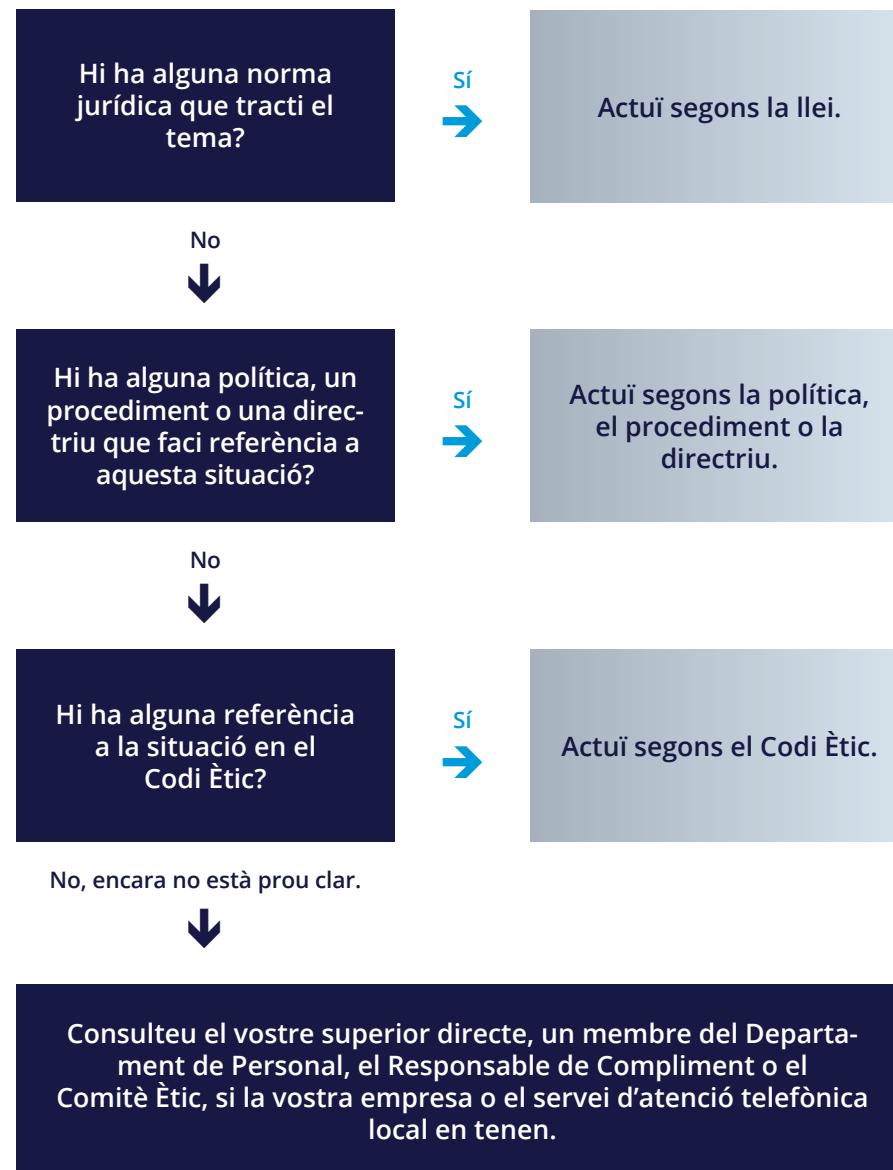 Hi ha alguna norma
jurídica que tracti el
tema?
Sí
Actuï segons la llei.
No
Hi ha alguna política, un
procediment o una direc-
triu que faci referència a
aquesta situació?
Sí
Actuï segons la política,
el procediment o la
directriu.
No
Hi ha alguna referència
a la situació en el
Codi Ètic?
Sí
Actuï segons el Codi Ètic.
No, encara no està prou clar.
Consulteu el vostre superior directe, un membre del Departa-
ment de Personal, el Responsable de Compliment o el
Comitè Ètic, si la vostra empresa o el servei d’atenció telefònica
local en tenen.